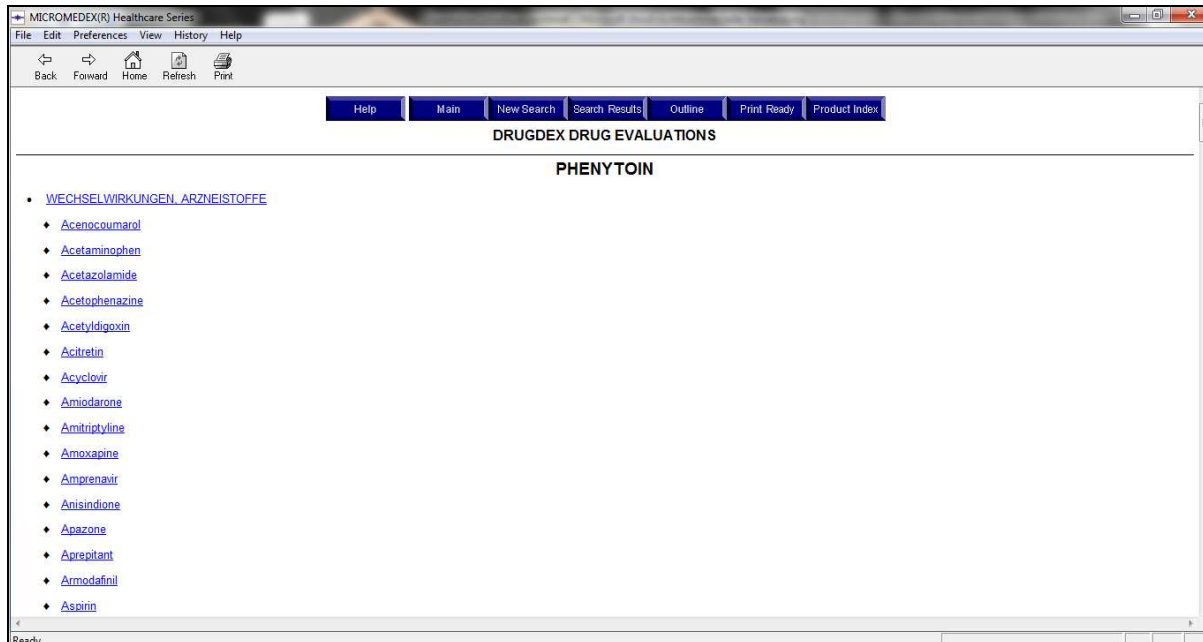 MICROMEDEX(R) Healthcare Series
File Edit Preferences View History Help
Back Forward Home Refresh Print
Help Main New Search Search Results Outline Print Ready Product Index
DRUGDEX DRUG EVALUATIONS
PHENYTOIN
WECHSELWIRKUNGEN, ARZNEISTOFFE
Acenocoumarol
Acetaminophen
Acetazolamide
Acetophenazine
Acetyldigoxin
Acitretin
Acyclovir
Amiodarone
Amitriptyline
Amoxapine
Amprenavir
Anisindione
Apazone
Aprepitant
Armodafinil
Aspirin
Ready